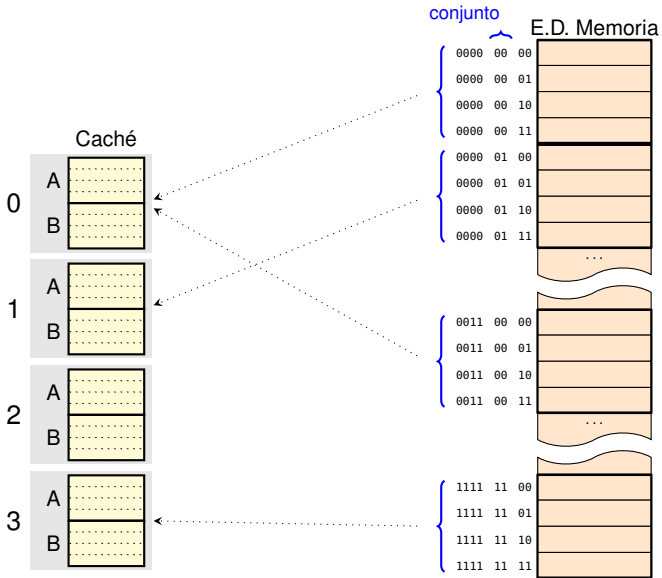 conjunto
E.D. Memoria
0000 00 00
0000 00 01
0000 00 10
0000 00 11
0000 01 00
0000 01 01
0000 01 10
0000 01 11
...
0011 00 00
0011 00 01
0011 00 10
0011 00 11
...
1111 11 00
1111 11 01
1111 11 10
1111 11 11
Caché
0
A
B
1
A
B
2
A
B
3
A
B